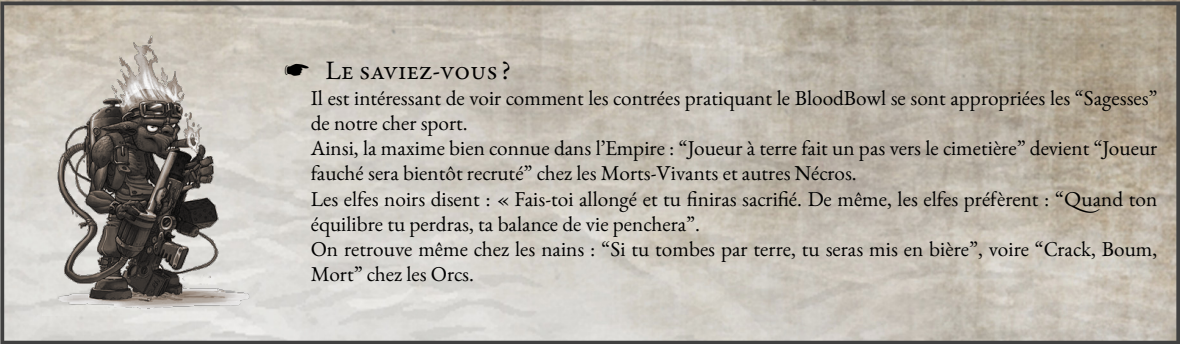 ☛ Le saviez-vous ?
Il est intéressant de voir comment les contrées pratiquant le BloodBowl se sont appropriées les “Sagesses”
de notre cher sport.
Ainsi, la maxime bien connue dans l’Empire : “Joueur à terre fait un pas vers le cimetière” devient “Joueur
fauché sera bientôt recruté” chez les Morts-Vivants et autres Nécros.
Les elfes noirs disent : « Fais-toi allongé et tu finiras sacrifié. De même, les elfes préfèrent : “Quand ton
équilibre tu perdras, ta balance de vie penchera”.
On retrouve même chez les nains : “Si tu tombes par terre, tu seras mis en bière”, voire “Crack, Boum,
Mort” chez les Orcs.